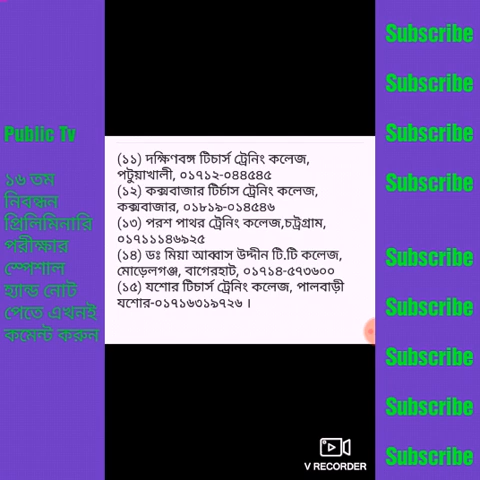 Public Tv
১৬ তম
নিবন্ধন
প্রিলিমিনারি
পরীক্ষার
স্পেশাল
হ্যান্ড নোট
পেতে এখনই
কমেন্ট করুন
(১১) দক্ষিণবঙ্গ টিচার্স ট্রেনিং কলেজ,
পটুয়াখালী, ০১৭১২-০৪৪৫৪৫
(১২) কক্সবাজার টির্চাস ট্রেনিং কলেজ,
কক্সবাজার, ০১৮১৯-০১৪৫৪৬
(১৩) পরশ পাথর ট্রেনিং কলেজ,চট্রগ্রাম,
০১৭১১১৪৬৯২৫
(১৪) ডঃ মিয়া আব্বাস উদ্দীন টি.টি কলেজ,
মোড়েলগঞ্জ, বাগেরহাট, ০১৭১৪-৫৭৩৬০০
(১৫) যশোর টিচার্স ট্রেনিং কলেজ, পালবাড়ী
যশোর-০১৭১৬৩১৯৭২৬ ।
V RECORDER
Subscribe
Subscribe
Subscribe
Subscribe
Subscribe
Subscribe
Subscribe
Subscribe
Subscribe